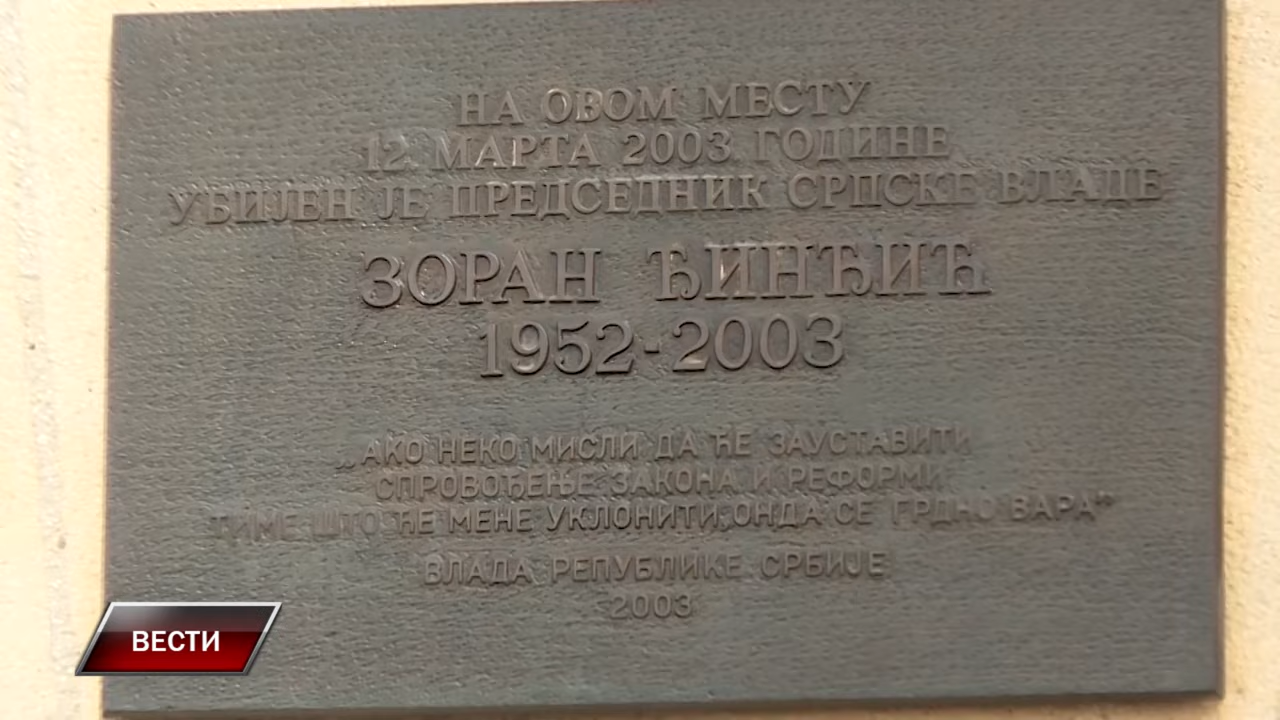 НА ОВОМ МЕСТУ
12. МАРТА 2003 ГОДИНЕ
УБИЈЕН ЈЕ ПРЕДСЕДНИК СРПСКЕ ВЛАДЕ
ЗОРАН ЂИНЂИЋ
1952-2003
„АКО НЕКО МИСЛИ ДА ЋЕ ЗАУСТАВИТИ
СПРОВОЂЕЊЕ ЗАКОНА И РЕФОРМИ
ТИМЕ ШТО ЋЕ МЕНЕ УКЛОНИТИ, ОНДА СЕ ГРДНО ВАРА”
ВЛАДА РЕПУБЛИКЕ СРБИЈЕ
2003
ВЕСТИ